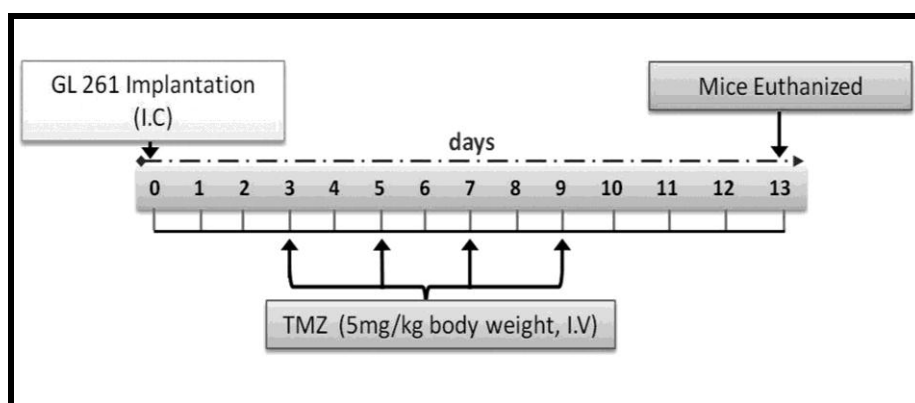 GL 261 Implantation
(I.C)
Mice Euthanized
days
0 1 2 3 4 5 6 7 8 9 10 11 12 13
TMZ (5mg/kg body weight, I.V)